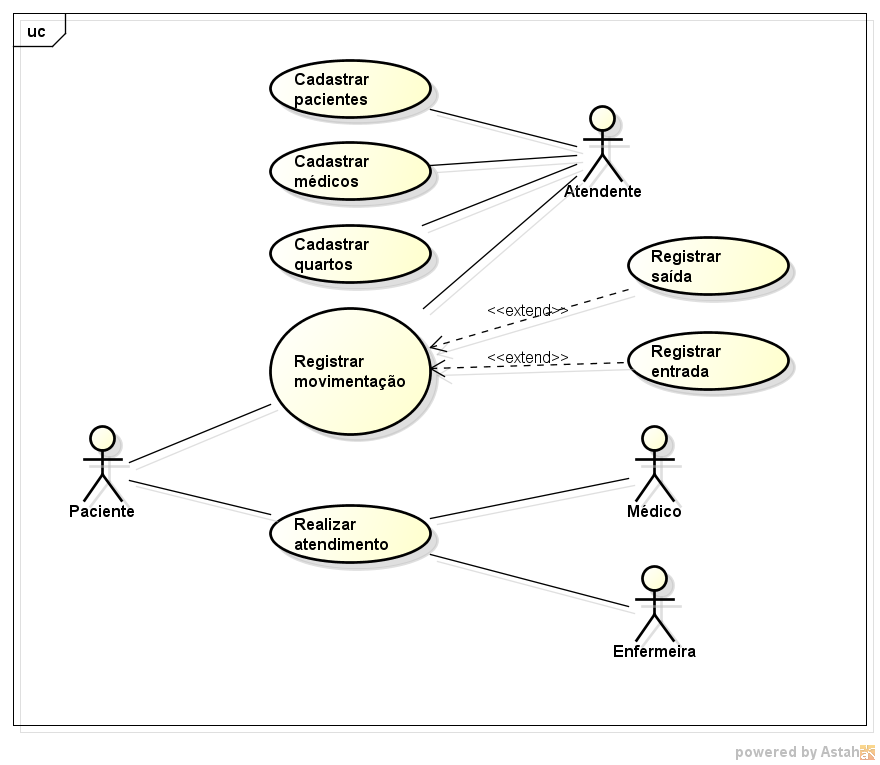 uc
Cadastrar
pacientes
Cadastrar
médicos
Atendente
Cadastrar
quartos
Registrar
saída
<<extend>>
Registrar
movimentação
<<extend>>
Registrar
entrada
Paciente
Médico
Realizar
atendimento
Enfermeira
powered by Astah